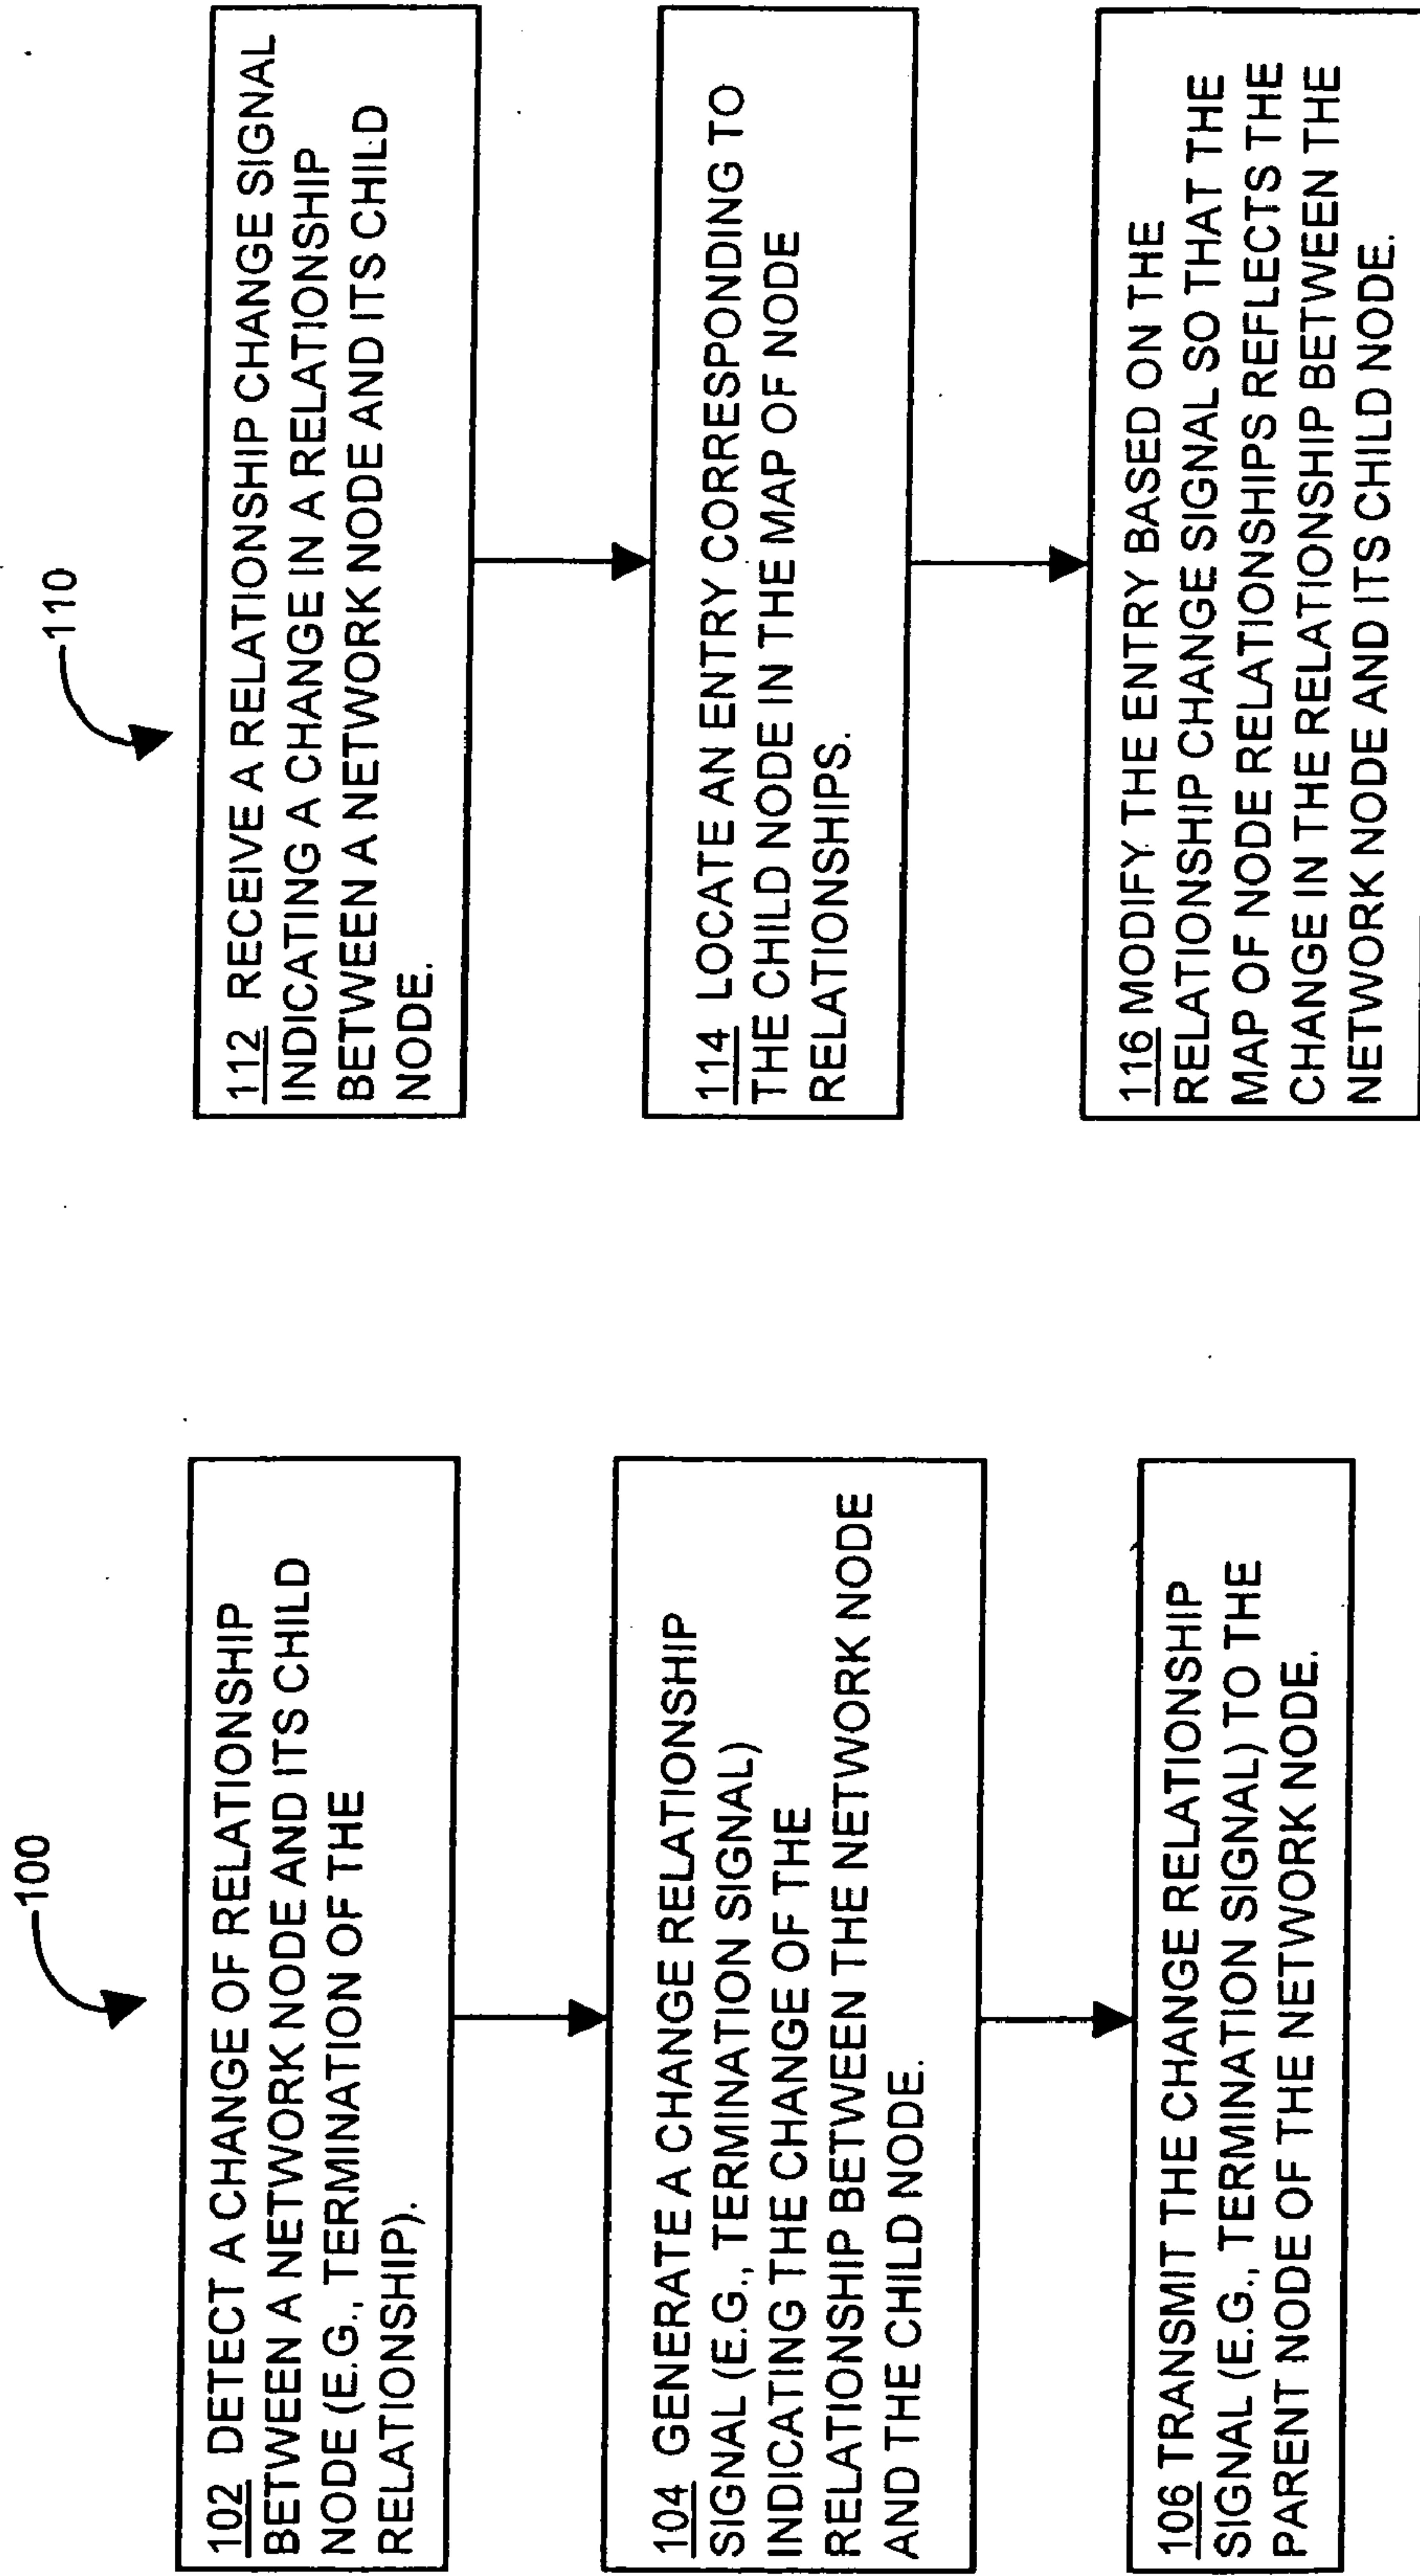 100
102 DETECT A CHANGE OF RELATIONSHIP
BETWEEN A NETWORK NODE AND ITS CHILD
NODE (E.G., TERMINATION OF THE
RELATIONSHIP).
104 GENERATE A CHANGE RELATIONSHIP
SIGNAL (E.G., TERMINATION SIGNAL)
INDICATING THE CHANGE OF THE
RELATIONSHIP BETWEEN THE NETWORK NODE
AND THE CHILD NODE.
106 TRANSMIT THE CHANGE RELATIONSHIP
SIGNAL (E.G., TERMINATION SIGNAL) TO THE
PARENT NODE OF THE NETWORK NODE.
110
112 RECEIVE A RELATIONSHIP CHANGE SIGNAL
INDICATING A CHANGE IN A RELATIONSHIP
BETWEEN A NETWORK NODE AND ITS CHILD
NODE.
114 LOCATE AN ENTRY CORRESPONDING TO
THE CHILD NODE IN THE MAP OF NODE
RELATIONSHIPS.
116 MODIFY THE ENTRY BASED ON THE
RELATIONSHIP CHANGE SIGNAL SO THAT THE
MAP OF NODE RELATIONSHIPS REFLECTS THE
CHANGE IN THE RELATIONSHIP BETWEEN THE
NETWORK NODE AND ITS CHILD NODE.